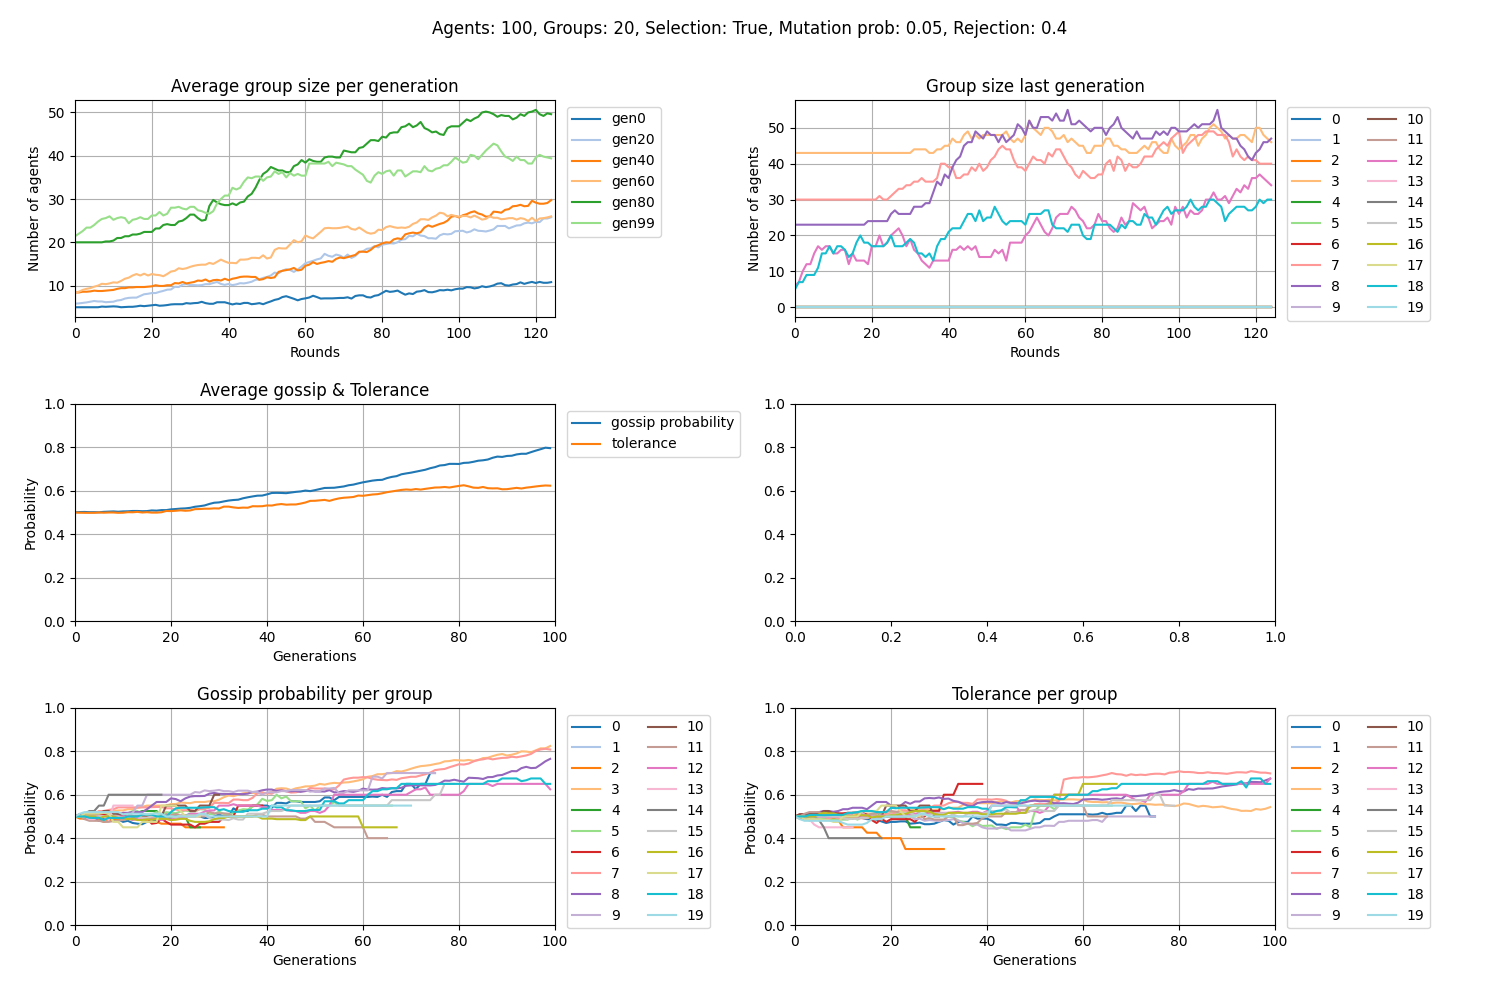 Agents: 100, Groups: 20, Selection: True, Mutation prob: 0.05, Rejection: 0.4
Average group size per generation
Number of agents
50
40
30
20
10
0 20 40 60 80 100 120
Rounds
gen0
gen20
gen40
gen60
gen80
gen99
Group size last generation
Number of agents
50
40
30
20
10
0
0 20 40 60 80 100 120
Rounds
0 10
1 11
2 12
3 13
4 14
5 15
6 16
7 17
8 18
9 19
Average gossip & Tolerance
Probability
1.0
0.8
0.6
0.4
0.2
0.0
0 20 40 60 80 100
Generations
gossip probability
tolerance
1.0
0.8
0.6
0.4
0.2
0.0
0.0 0.2 0.4 0.6 0.8 1.0
Gossip probability per group
Probability
1.0
0.8
0.6
0.4
0.2
0.0
0 20 40 60 80 100
Generations
0 10
1 11
2 12
3 13
4 14
5 15
6 16
7 17
8 18
9 19
Tolerance per group
Probability
1.0
0.8
0.6
0.4
0.2
0.0
0 20 40 60 80 100
Generations
0 10
1 11
2 12
3 13
4 14
5 15
6 16
7 17
8 18
9 19